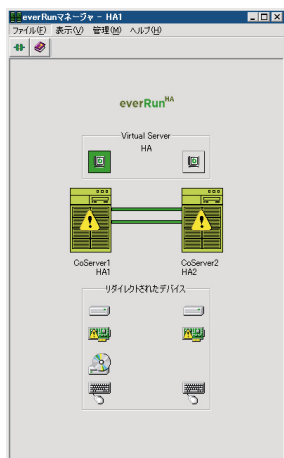 everRunマネージャ - HA1
ファイル(F) 表示(V) 管理(M) ヘルプ(H)
everRun HA
Virtual Server
HA
CoServer1 CoServer2
HA1 HA2
リダイレクトされたデバイス